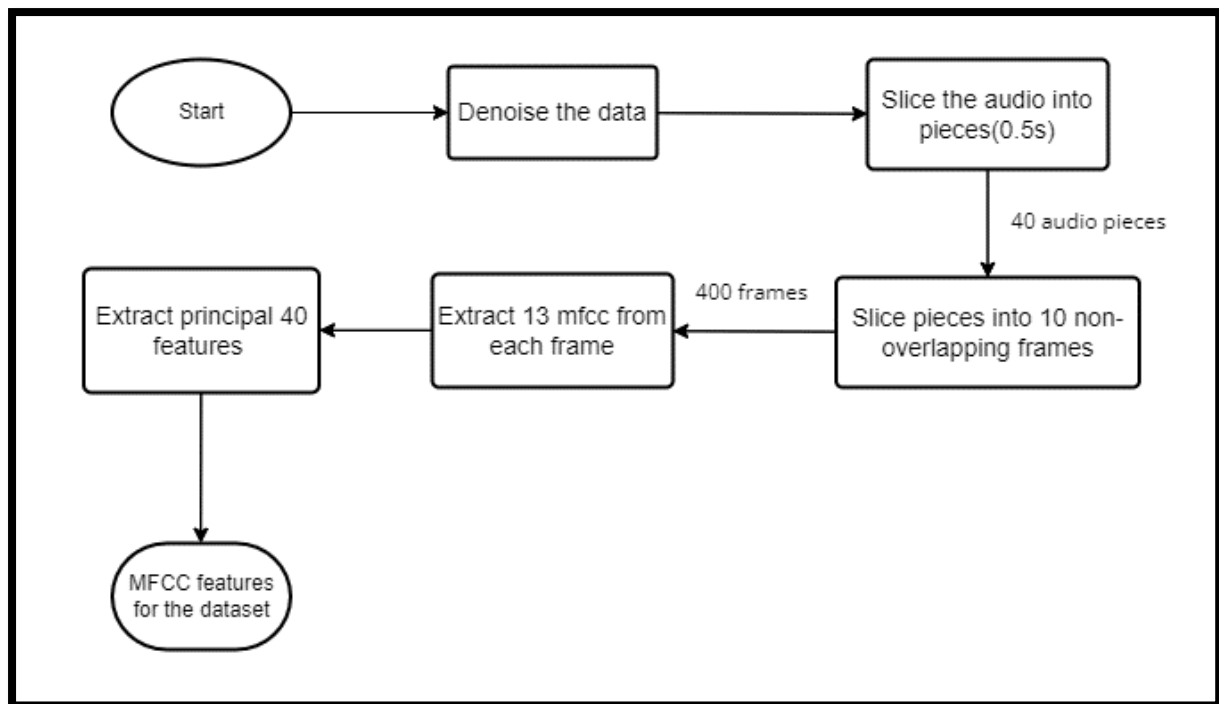 Start
Denoise the data
Slice the audio into
pieces(0.5s)
40 audio pieces
Slice pieces into 10 non-
overlapping frames
400 frames
Extract 13 mfcc from
each frame
Extract principal 40
features
MFCC features
for the dataset